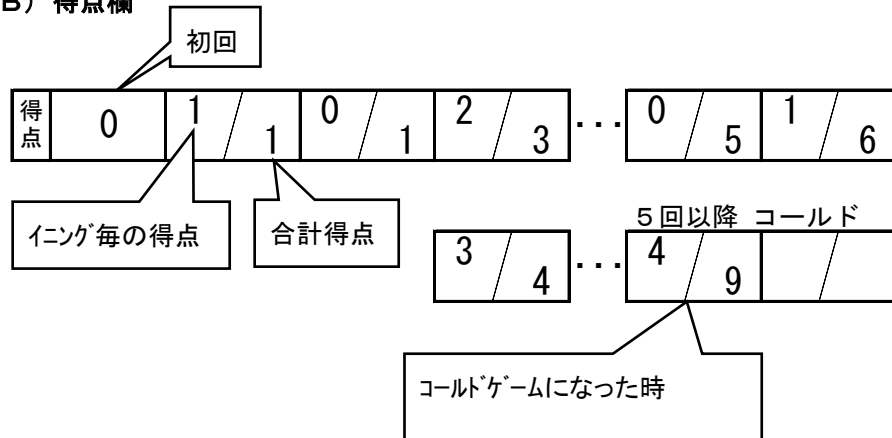 B） 得点欄
初回
得点 0 1／1 0／1 2／3 ... 0／5 1／6
ｲﾆﾝｸﾞ毎の得点
合計得点
５回以降 コールド
3／4 ... 4／9 ／
ｺｰﾙﾄﾞｹﾞｰﾑになった時